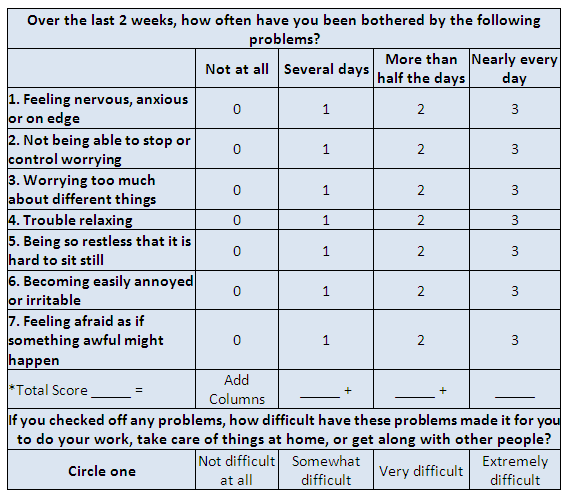 Over the last 2 weeks, how often have you been bothered by the following
problems?
Not at all Several days More than half the days Nearly every day
1. Feeling nervous, anxious
or on edge 0 1 2 3
2. Not being able to stop or
control worrying 0 1 2 3
3. Worrying too much
about different things 0 1 2 3
4. Trouble relaxing 0 1 2 3
5. Being so restless that it is
hard to sit still 0 1 2 3
6. Becoming easily annoyed
or irritable 0 1 2 3
7. Feeling afraid as if
something awful might
happen 0 1 2 3
*Total Score _____ = Add Columns _____ + _____ + _____
If you checked off any problems, how difficult have these problems made it for you
to do your work, take care of things at home, or get along with other people?
Circle one Not difficult at all Somewhat difficult Very difficult Extremely difficult